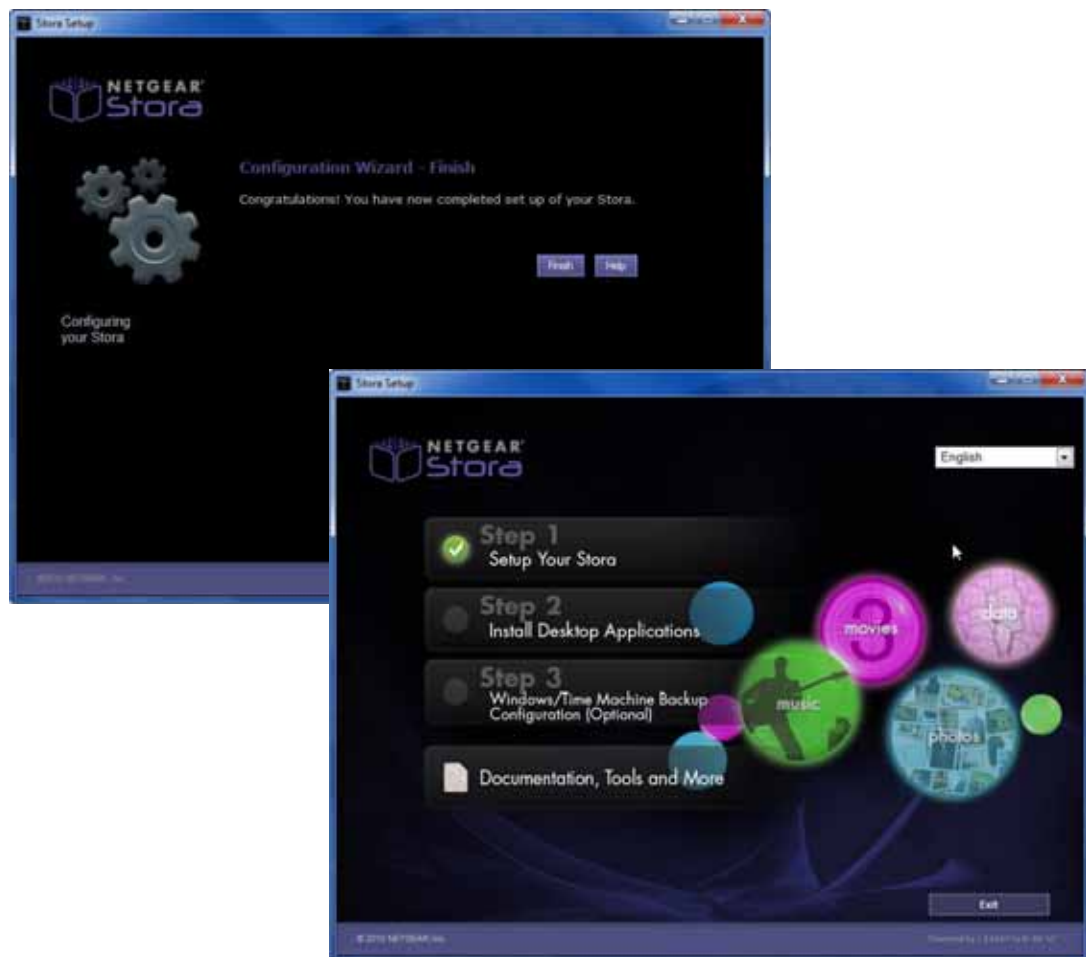 Stora Setup
NETGEAR
Stora
Configuration Wizard - Finish
Congratulations! You have now completed set up of your Stora.
Finish Help
Configuring
your Stora
Stora Setup
NETGEAR
Stora
English
Step 1
Setup Your Stora
Step 2
Install Desktop Applications
Step 3
Windows/Time Machine Backup
Configuration (Optional)
Documentation, Tools and More
movies
data
music
photos
Exit
© 2010 NETGEAR, Inc.